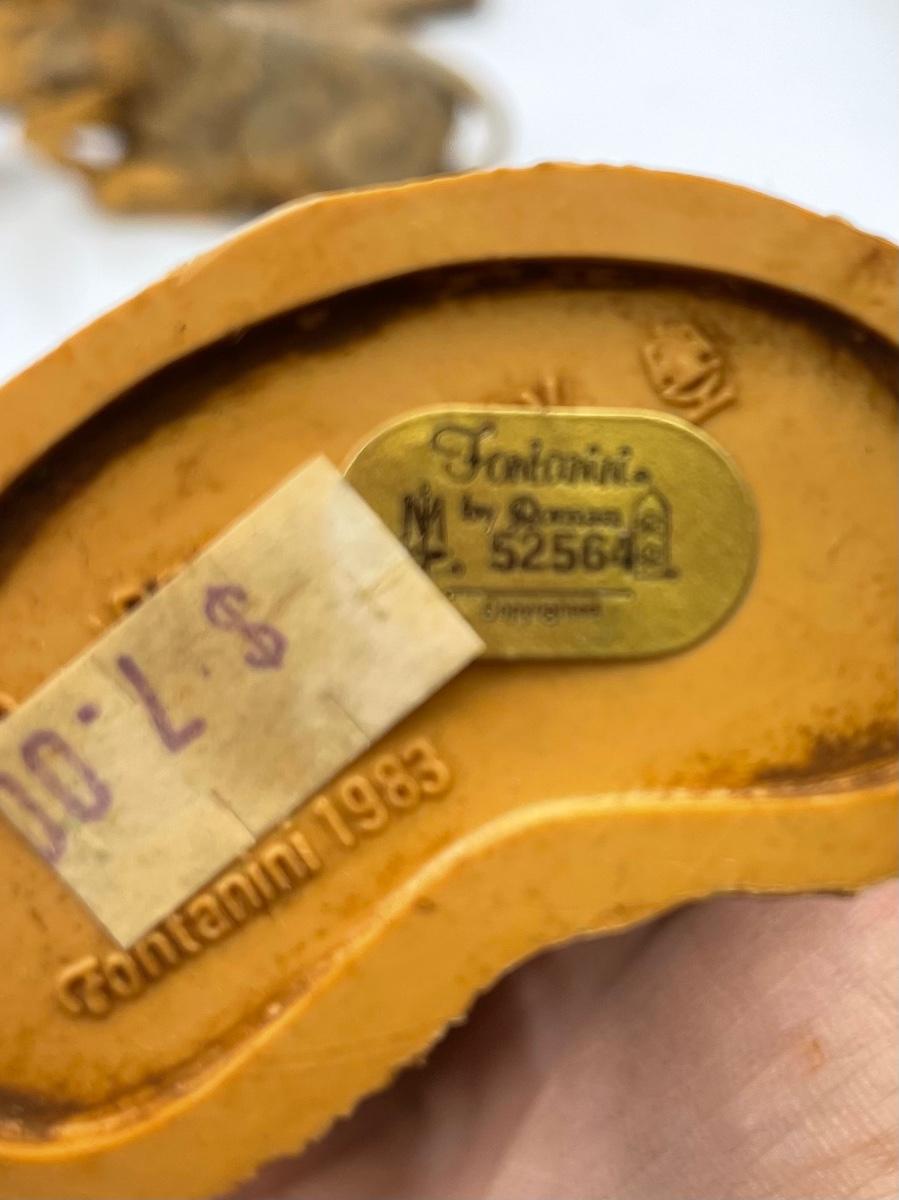 Fontanini®
by Roman
52564
$7.00
Fontanini 1983